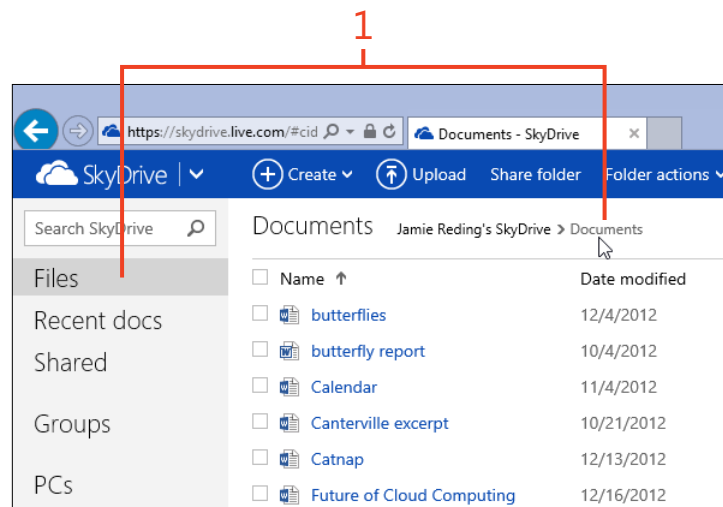 1
https://skydrive.live.com/#cid
Documents - SkyDrive
SkyDrive
Create
Upload
Share folder
Folder actions
Search SkyDrive
Documents
Jamie Reding's SkyDrive > Documents
Files
Name
Date modified
butterflies 12/4/2012
Recent docs
butterfly report 10/4/2012
Shared
Calendar 11/4/2012
Groups
Canterville excerpt 10/21/2012
Catnap 12/13/2012
PCs
Future of Cloud Computing 12/16/2012